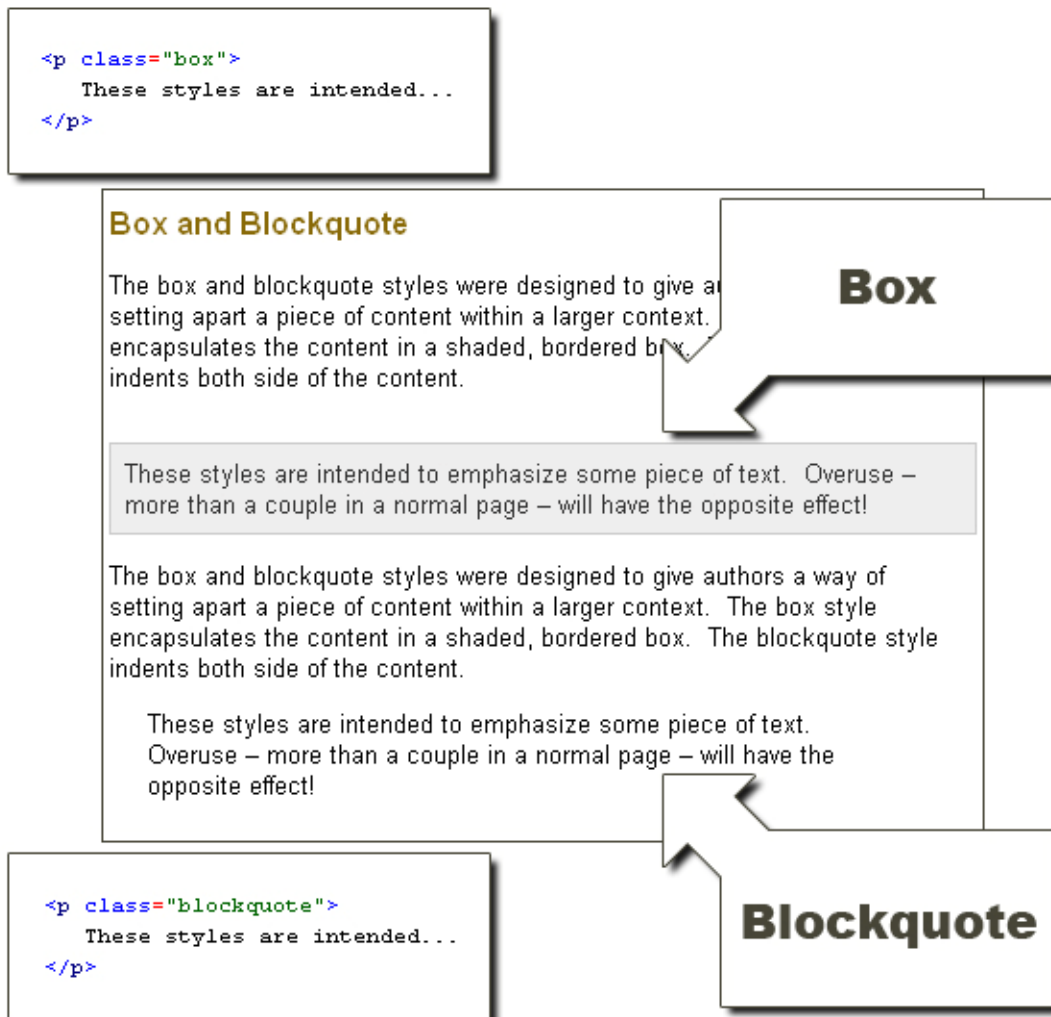 <p class="box">
These styles are intended...
</p>
Box and Blockquote
The box and blockquote styles were designed to give
setting apart a piece of content within a larger context.
encapsulates the content in a shaded, bordered box.
indents both side of the content.
Box
These styles are intended to emphasize some piece of text.  Overuse –
more than a couple in a normal page – will have the opposite effect!
The box and blockquote styles were designed to give authors a way of
setting apart a piece of content within a larger context.  The box style
encapsulates the content in a shaded, bordered box.  The blockquote style
indents both side of the content.
These styles are intended to emphasize some piece of text.
Overuse – more than a couple in a normal page – will have the
opposite effect!
<p class="blockquote">
These styles are intended...
</p>
Blockquote